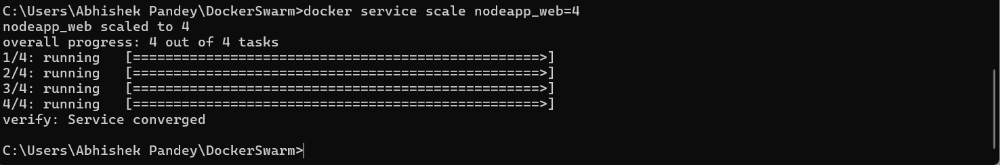 C:\Users\Abhishek Pandey\DockerSwarm>docker service scale nodeapp_web=4
nodeapp_web scaled to 4
overall progress: 4 out of 4 tasks
1/4: running   [==================================================>]
2/4: running   [==================================================>]
3/4: running   [==================================================>]
4/4: running   [==================================================>]
verify: Service converged
C:\Users\Abhishek Pandey\DockerSwarm>